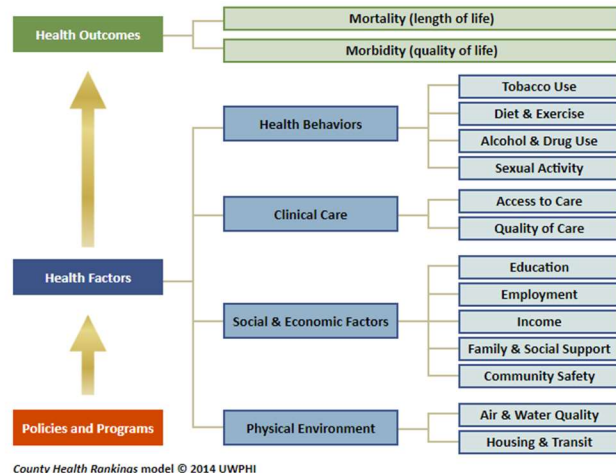 Health Outcomes
Mortality (length of life)
Morbidity (quality of life)
Health Factors
Health Behaviors
Tobacco Use
Diet & Exercise
Alcohol & Drug Use
Sexual Activity
Clinical Care
Access to Care
Quality of Care
Social & Economic Factors
Education
Employment
Income
Family & Social Support
Community Safety
Physical Environment
Air & Water Quality
Housing & Transit
Policies and Programs
County Health Rankings model © 2014 UWPHI